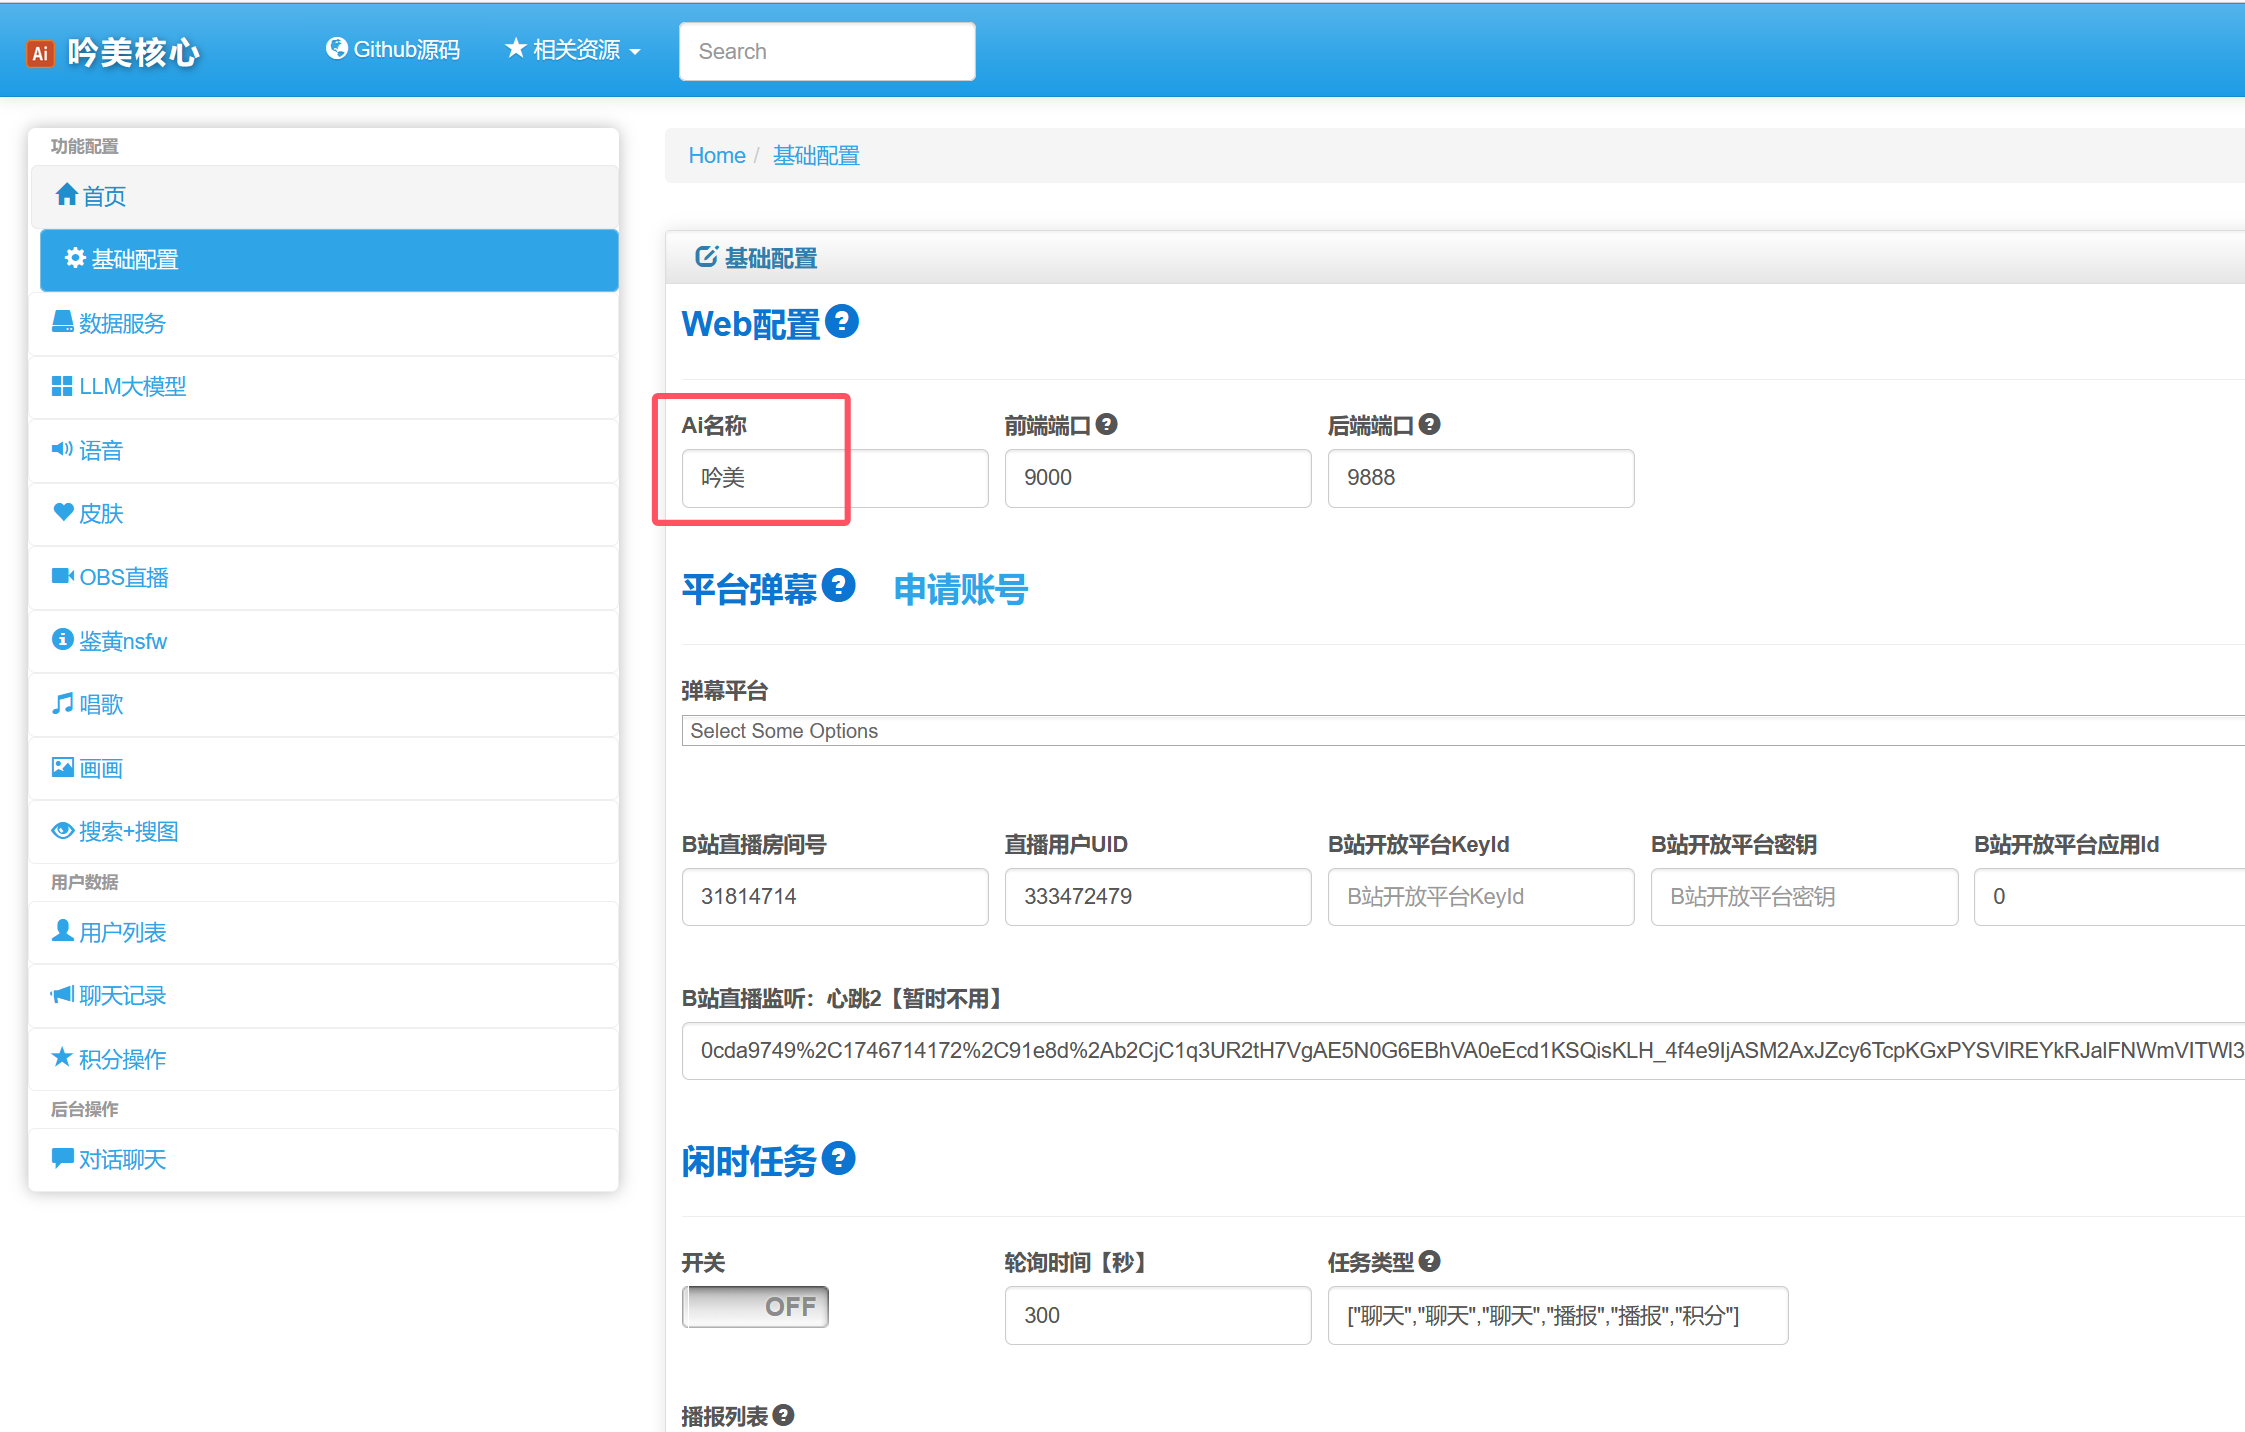 Ai 吟美核心
Github源码
相关资源
Search
功能配置
首页
基础配置
数据服务
LLM大模型
语音
皮肤
OBS直播
鉴黄nsfw
唱歌
画画
搜索+搜图
用户数据
用户列表
聊天记录
积分操作
后台操作
对话聊天
Home / 基础配置
基础配置
Web配置
Ai名称 前端端口 后端端口
吟美 9000 9888
平台弹幕 申请账号
弹幕平台
Select Some Options
B站直播房间号 直播用户UID B站开放平台KeyId B站开放平台密钥 B站开放平台应用Id
31814714 333472479 B站开放平台KeyId B站开放平台密钥 0
B站直播监听：心跳2【暂时不用】
0cda9749%2C1746714172%2C91e8d%2Ab2CjC1q3UR2tH7VgAE5N0G6EBhVA0eEcd1KSQisKLH_4f4e9IjASM2AxJZcy6TcpKGxPYSVlREYkRJalFNWmVITWl3
闲时任务
开关 轮询时间【秒】 任务类型
OFF 300 ["聊天","聊天","聊天","播报","播报","积分"]
播报列表